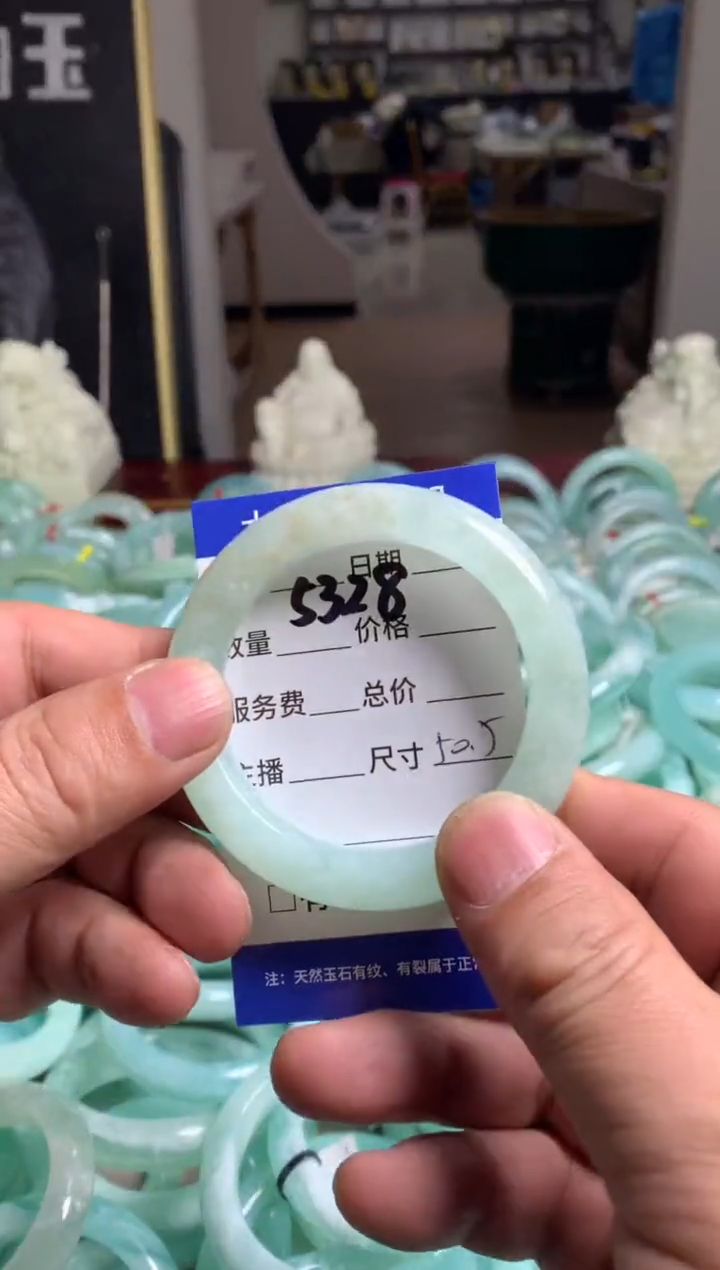 玉
日期
5328
数量 价格
服务费 总价
主播 尺寸 50.5
注：天然玉石有纹、有裂属于正